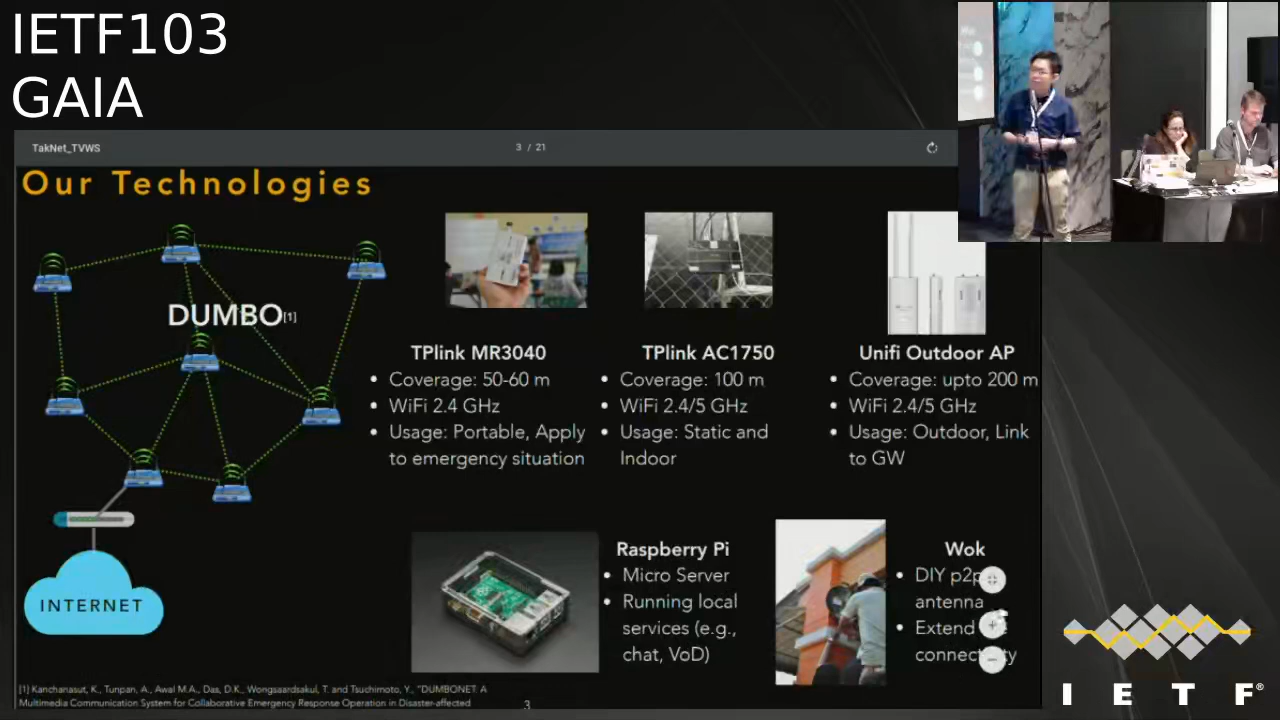 IETF103
GAIA
TakNet_TVWS
3 / 21
Our Technologies
DUMBO[1]
INTERNET
TPlink MR3040
• Coverage: 50-60 m
• WiFi 2.4 GHz
• Usage: Portable, Apply
to emergency situation
TPlink AC1750
• Coverage: 100 m
• WiFi 2.4/5 GHz
• Usage: Static and
Indoor
Unifi Outdoor AP
• Coverage: upto 200 m
• WiFi 2.4/5 GHz
• Usage: Outdoor, Link
to GW
Raspberry Pi
• Micro Server
• Running local
services (e.g.,
chat, VoD)
Wok
• DIY p2p
antenna
• Extend
[1] Kanchanasut, K., Tunpan, A., Awal M.A., Das, D.K., Wongsaardsakul, T. and Tsuchimoto, Y., "DUMBONET: A
Multimedia Communication System for Collaborative Emergency Response Operation in Disaster-affected
3
I E T F®